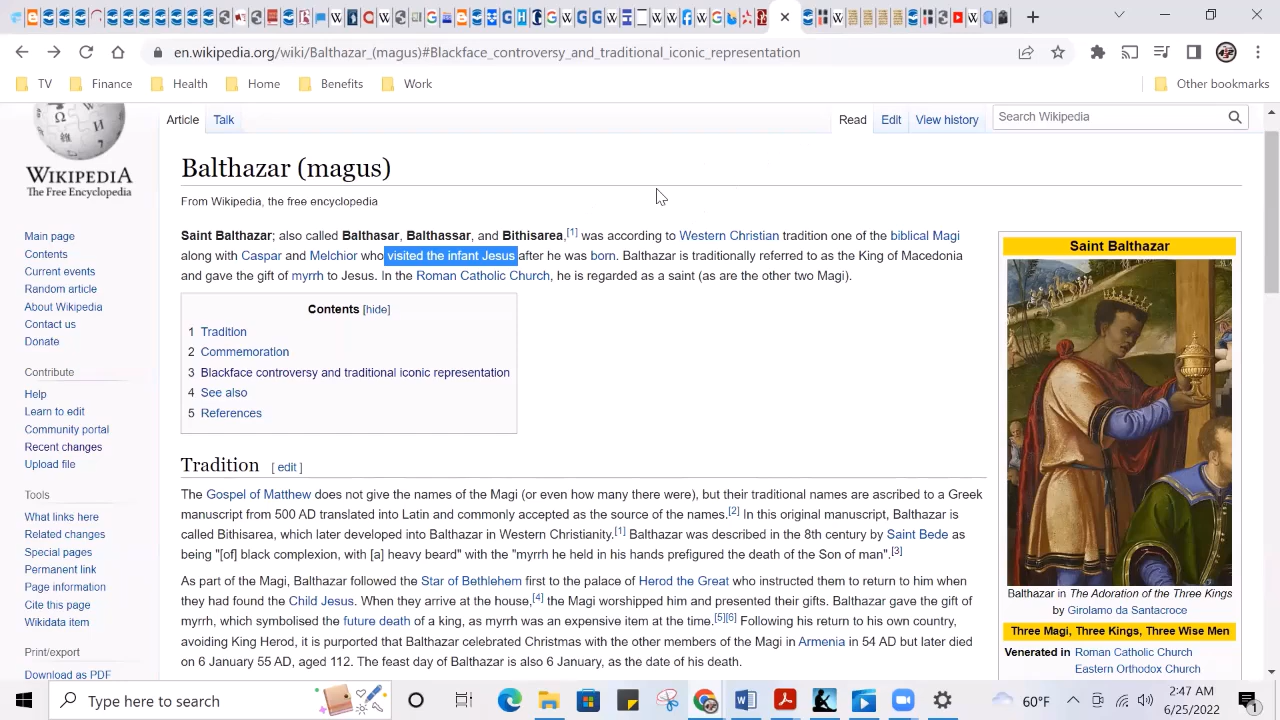 en.wikipedia.org/wiki/Balthazar_(magus)#Blackface_controversy_and_traditional_iconic_representation
TV Finance Health Home Benefits Work Other bookmarks
WIKIPEDIA
The Free Encyclopedia
Main page
Contents
Current events
Random article
About Wikipedia
Contact us
Donate
Contribute
Help
Learn to edit
Community portal
Recent changes
Upload file
Tools
What links here
Related changes
Special pages
Permanent link
Page information
Cite this page
Wikidata item
Print/export
Download as PDF
Article Talk Read Edit View history Search Wikipedia
Balthazar (magus)
From Wikipedia, the free encyclopedia
Saint Balthazar; also called Balthasar, Balthassar, and Bithisarea,[1] was according to Western Christian tradition one of the biblical Magi
along with Caspar and Melchior who visited the infant Jesus after he was born. Balthazar is traditionally referred to as the King of Macedonia
and gave the gift of myrrh to Jesus. In the Roman Catholic Church, he is regarded as a saint (as are the other two Magi).
Contents [hide]
1 Tradition
2 Commemoration
3 Blackface controversy and traditional iconic representation
4 See also
5 References
Tradition [ edit ]
The Gospel of Matthew does not give the names of the Magi (or even how many there were), but their traditional names are ascribed to a Greek
manuscript from 500 AD translated into Latin and commonly accepted as the source of the names.[2] In this original manuscript, Balthazar is
called Bithisarea, which later developed into Balthazar in Western Christianity.[1] Balthazar was described in the 8th century by Saint Bede as
being "[of] black complexion, with [a] heavy beard" with the "myrrh he held in his hands prefigured the death of the Son of man".[3]
As part of the Magi, Balthazar followed the Star of Bethlehem first to the palace of Herod the Great who instructed them to return to him when
they had found the Child Jesus. When they arrive at the house,[4] the Magi worshipped him and presented their gifts. Balthazar gave the gift of
myrrh, which symbolised the future death of a king, as myrrh was an expensive item at the time.[5][6] Following his return to his own country,
avoiding King Herod, it is purported that Balthazar celebrated Christmas with the other members of the Magi in Armenia in 54 AD but later died
on 6 January 55 AD, aged 112. The feast day of Balthazar is also 6 January, as the date of his death.
Saint Balthazar
Balthazar in The Adoration of the Three Kings
by Girolamo da Santacroce
Three Magi, Three Kings, Three Wise Men
Venerated in Roman Catholic Church
Eastern Orthodox Church
Type here to search
60°F
2:47 AM
6/25/2022